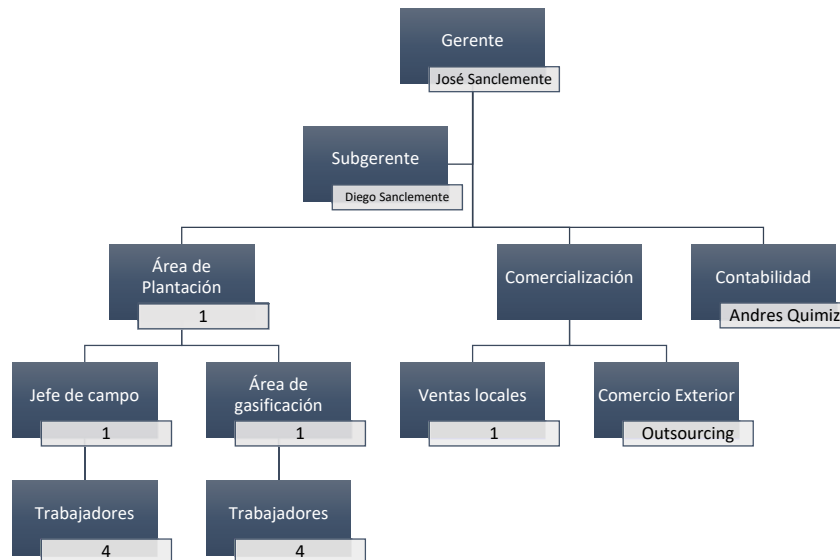 Gerente
José Sanclemente
Subgerente
Diego Sanclemente
Área de
Plantación
1
Comercialización
Contabilidad
Andres Quimiz
Jefe de campo
1
Área de
gasificación
1
Ventas locales
1
Comercio Exterior
Outsourcing
Trabajadores
4
Trabajadores
4